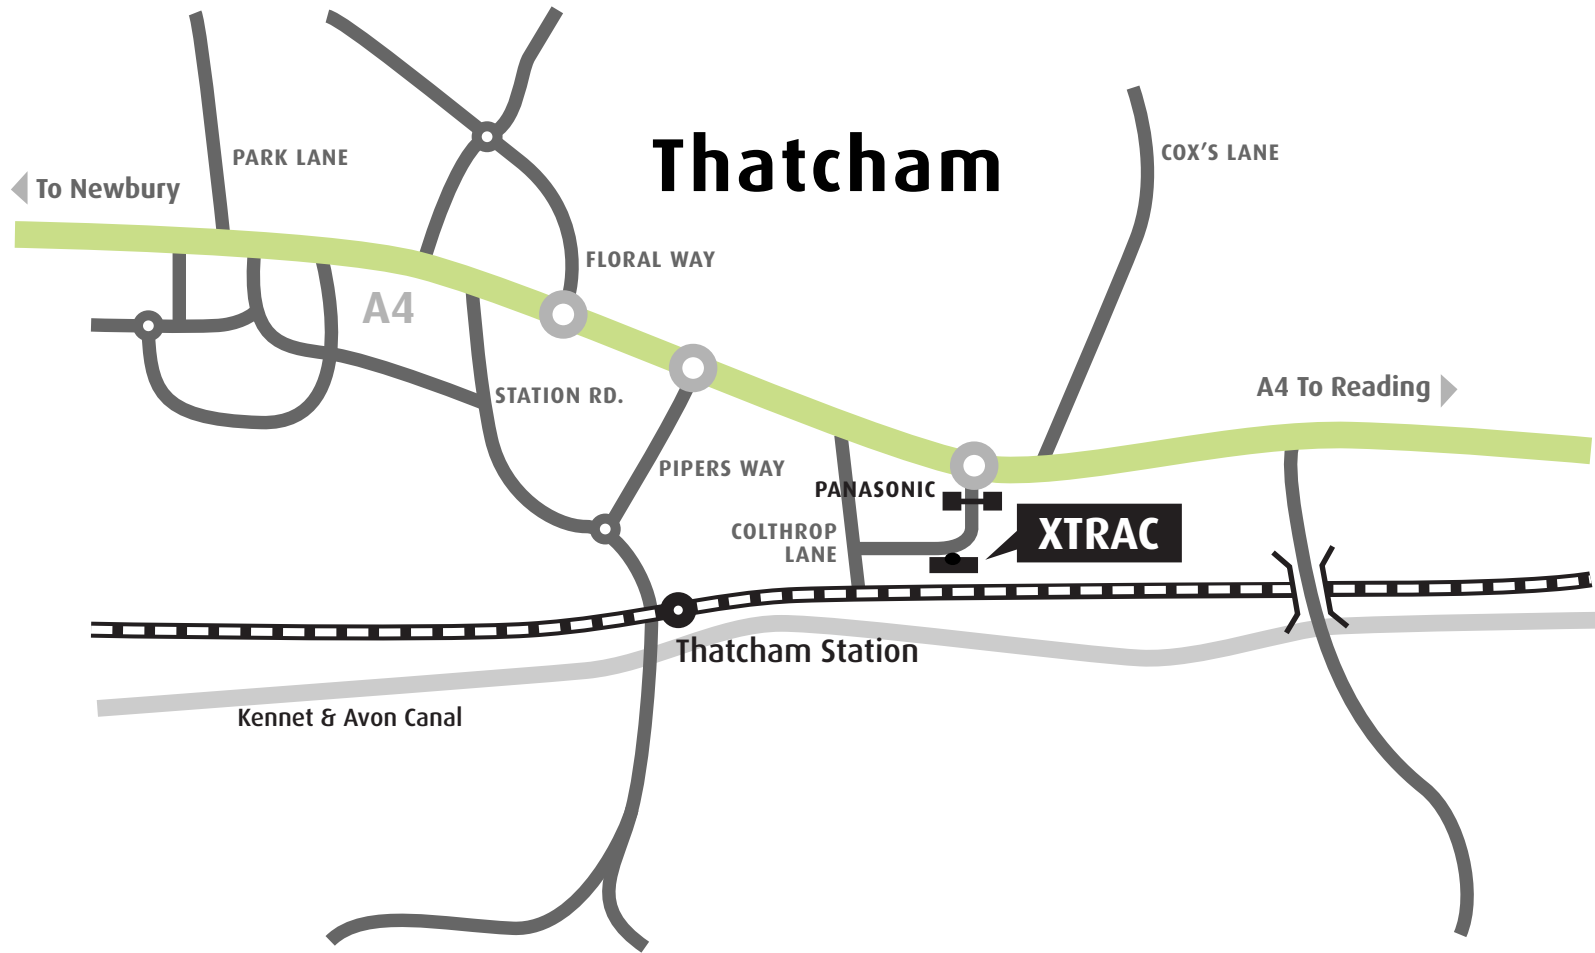 Thatcham
PARK LANE
COX'S LANE
To Newbury
FLORAL WAY
A4
A4 To Reading
STATION RD.
PIPERS WAY
PANASONIC
COLTHROP
LANE
XTRAC
Thatcham Station
Kennet & Avon Canal